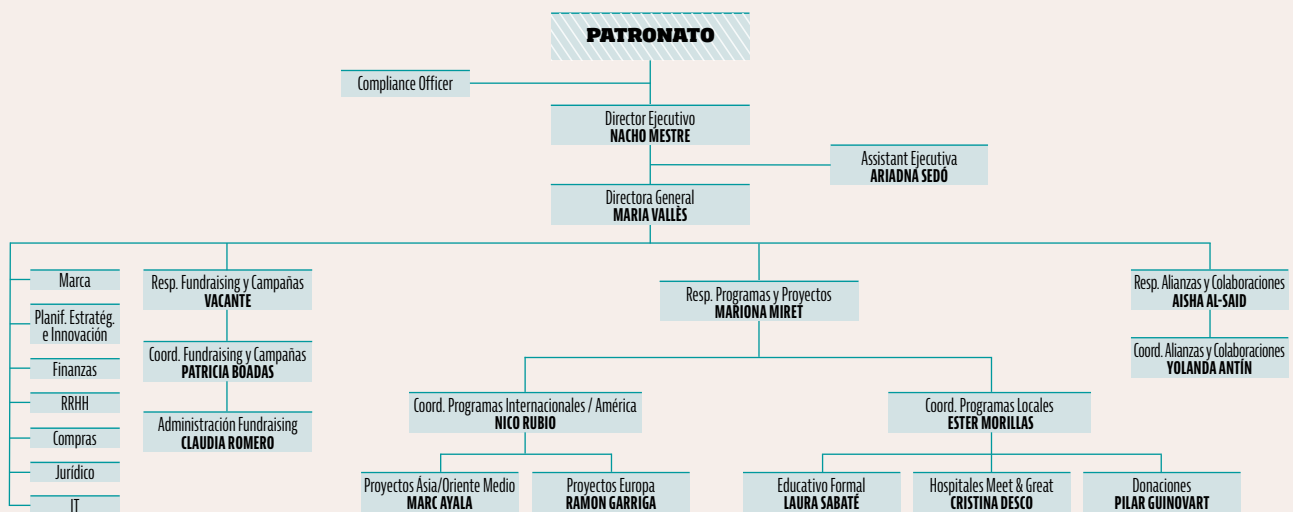 PATRONATO
Compliance Officer
Director Ejecutivo
NACHO MESTRE
Assistant Ejecutiva
ARIADNA SEDÓ
Directora General
MARIA VALLÈS
Marca
Planif. Estratég.
e Innovación
Finanzas
RRHH
Compras
Jurídico
IT
Resp. Fundraising y Campañas
VACANTE
Coord. Fundraising y Campañas
PATRICIA BOADAS
Administración Fundraising
CLAUDIA ROMERO
Resp. Programas y Proyectos
MARIONA MIRET
Coord. Programas Internacionales / América
NICO RUBIO
Proyectos Ásia/Oriente Medio
MARC AYALA
Proyectos Europa
RAMON GARRIGA
Coord. Programas Locales
ESTER MORILLAS
Educativo Formal
LAURA SABATÉ
Hospitales Meet & Great
CRISTINA DESCO
Donaciones
PILAR GUINOVART
Resp. Alianzas y Colaboraciones
AISHA AL-SAID
Coord. Alianzas y Colaboraciones
YOLANDA ANTÍN